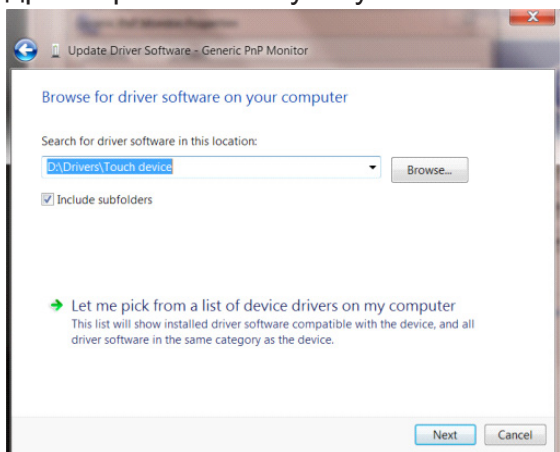 Update Driver Software - Generic PnP Monitor
Browse for driver software on your computer
Search for driver software in this location:
D:\Drivers\Touch device
Browse...
Include subfolders
Let me pick from a list of device drivers on my computer
This list will show installed driver software compatible with the device, and all
driver software in the same category as the device.
Next Cancel